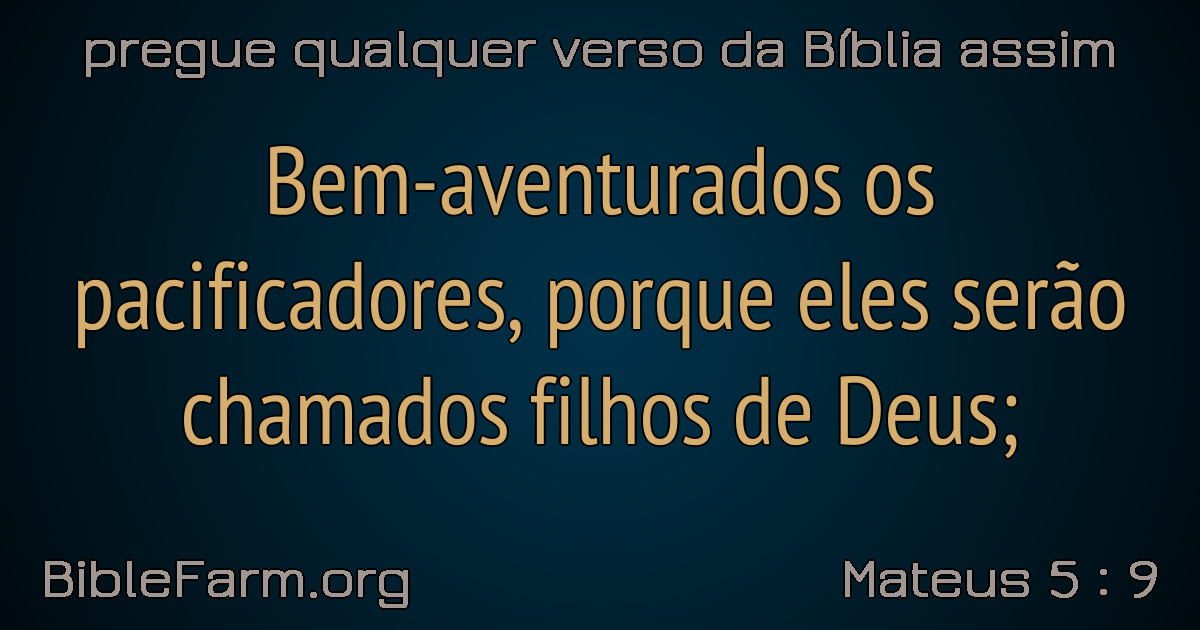 pregue qualquer verso da Bíblia assim
Bem-aventurados os
pacificadores, porque eles serão
chamados filhos de Deus;
BibleFarm.org
Mateus 5 : 9